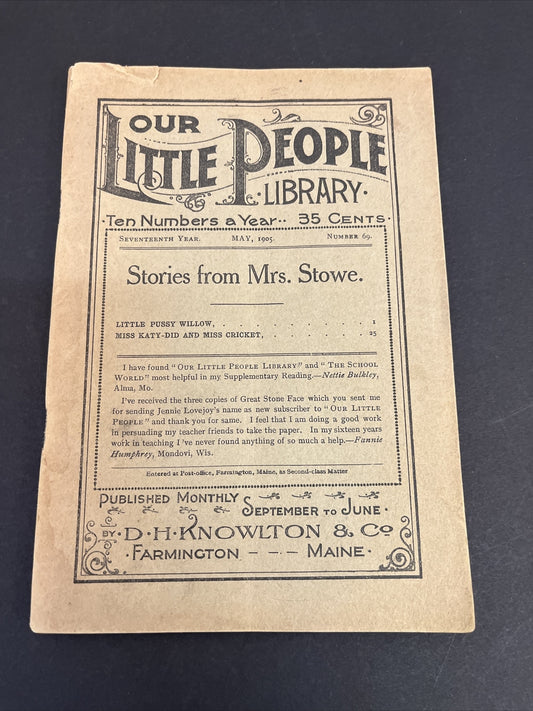 OUR
LITTLE PEOPLE
·LIBRARY·
·TEN NUMBERS A YEAR·· 35 CENTS·
SEVENTEENTH YEAR. MAY, 1905. NUMBER 69.
Stories from Mrs. Stowe.
LITTLE PUSSY WILLOW, . . . . . . . . . . 1
MISS KATY-DID AND MISS CRICKET, . . . . . . . 25
I have found "OUR LITTLE PEOPLE LIBRARY" and "THE SCHOOL
WORLD" most helpful in my Supplementary Reading.—Nettie Bulkley,
Alma, Mo.
I've received the three copies of Great Stone Face which you sent me
for sending Jennie Lovejoy's name as new subscriber to "OUR LITTLE
PEOPLE" and thank you for same. I feel that I am doing a good work
in persuading my teacher friends to take the paper. In my sixteen years
work in teaching I've never found anything of so much a help.—Fannie
Humphrey, Mondovi, Wis.
Entered at Post-office, Farmington, Maine, as Second-class Matter
PUBLISHED MONTHLY
SEPTEMBER TO JUNE·
BY·D·H·KNOWLTON & CO
·FARMINGTON - - - MAINE·